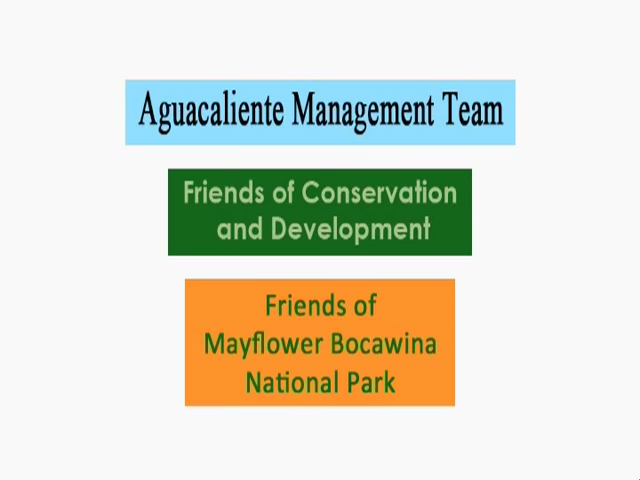 Aguacaliente Management Team
Friends of Conservation
and Development
Friends of
Mayflower Bocawina
National Park